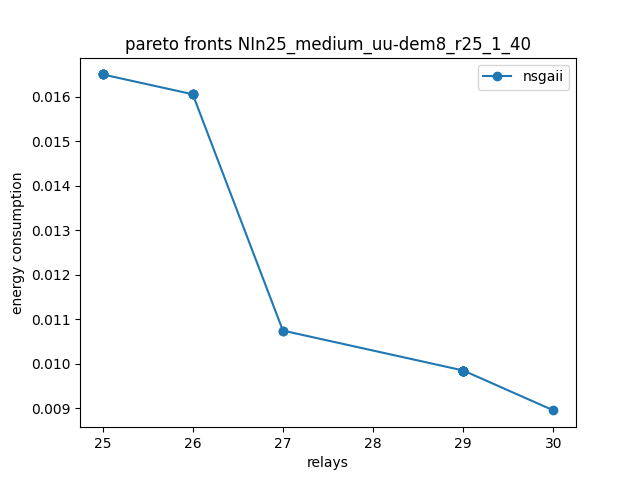 pareto fronts NIn25_medium_uu-dem8_r25_1_40
nsgaii
energy consumption
0.016
0.015
0.014
0.013
0.012
0.011
0.010
0.009
25 26 27 28 29 30
relays